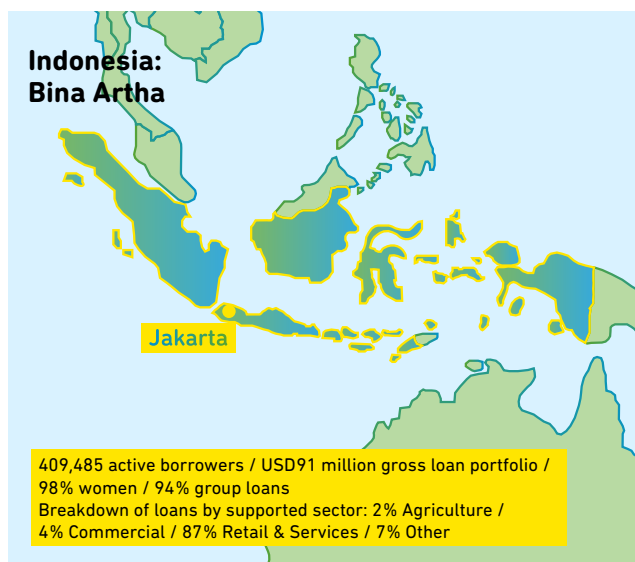 Indonesia:
Bina Artha
Jakarta
409,485 active borrowers / USD91 million gross loan portfolio /
98% women / 94% group loans
Breakdown of loans by supported sector: 2% Agriculture /
4% Commercial / 87% Retail & Services / 7% Other